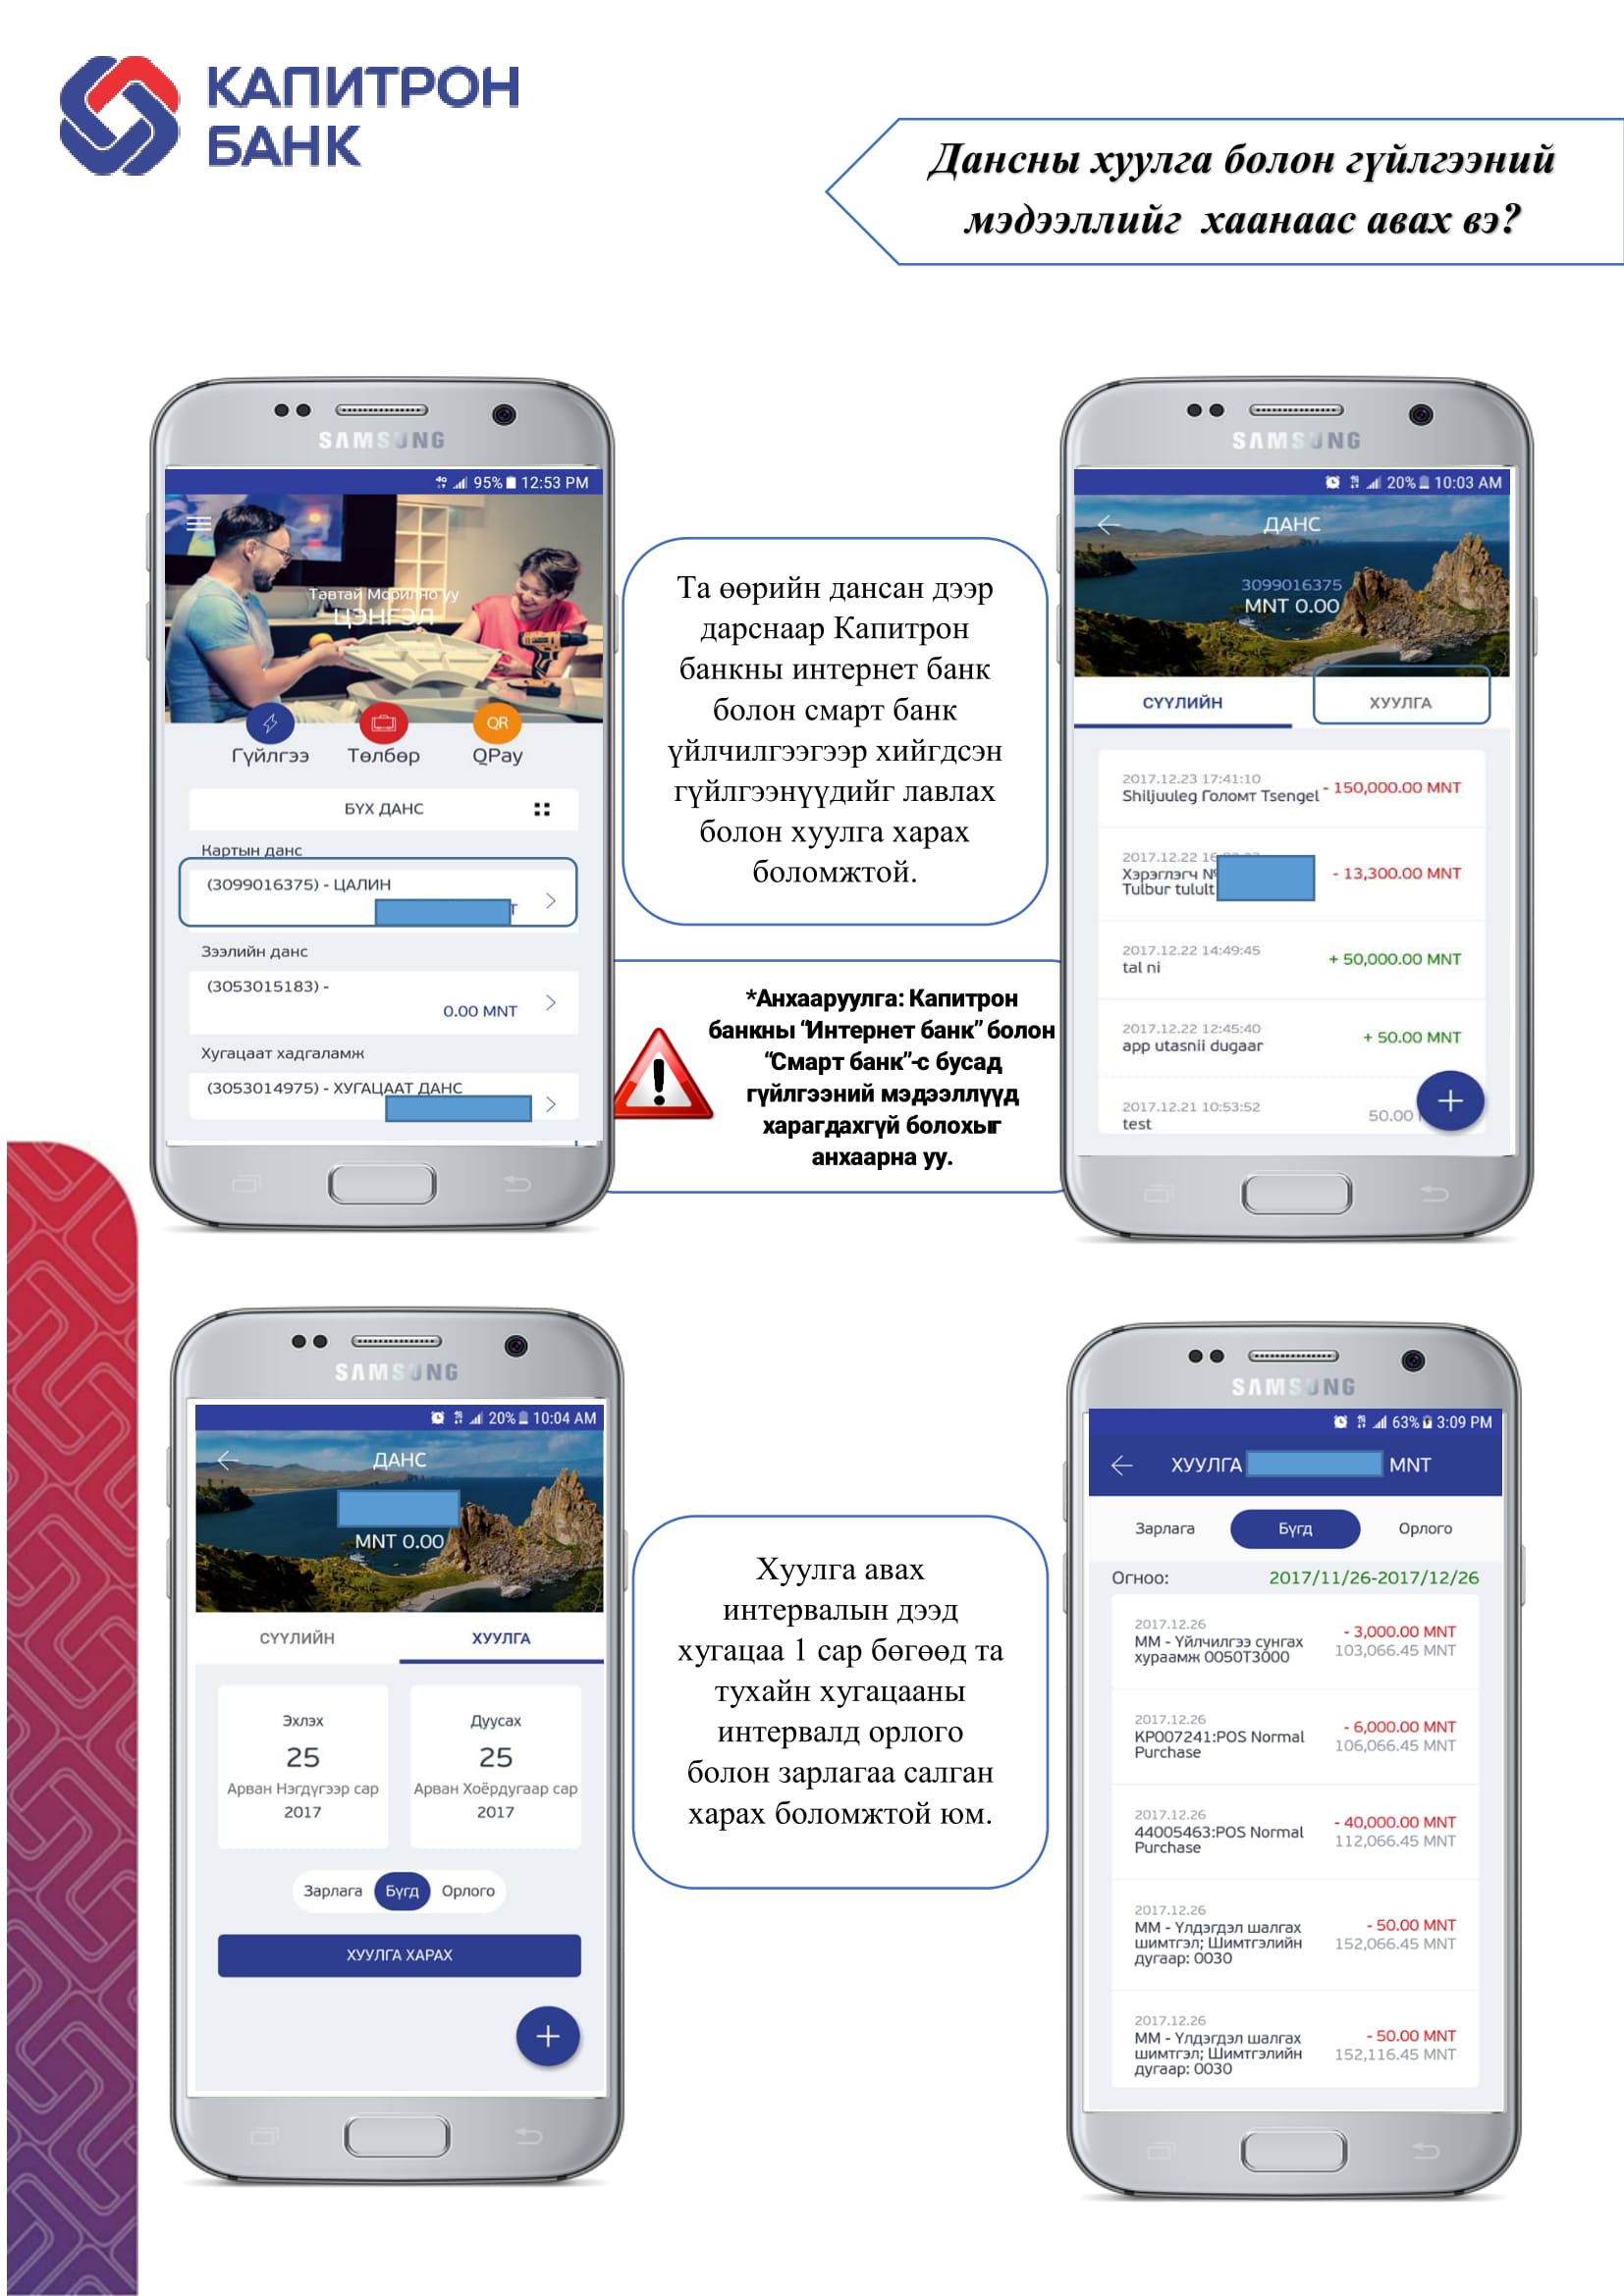 КАПИТРОН
БАНК
Дансны хуулга болон гүйлгээний
мэдээллийг хаанаас авах вэ?
SAMSUNG
4G 95% 12:53 PM
Тавтай Морилно уу
ЦЭНГЭЛ
QR
Гүйлгээ Төлбөр QPay
БҮХ ДАНС
Картын данс
(3099016375) - ЦАЛИН
Зээлийн данс
(3053015183) -
0.00 MNT
Хугацаат хадгаламж
(3053014975) - ХУГАЦААТ ДАНС
Та өөрийн дансан дээр
дарснаар Капитрон
банкны интернет банк
болон смарт банк
үйлчилгээгээр хийгдсэн
гүйлгээнүүдийг лавлах
болон хуулга харах
боломжтой.
*Анхааруулга: Капитрон
банкны “Интернет банк” болон
“Смарт банк”-с бусад
гүйлгээний мэдээллүүд
харагдахгүй болохыг
анхаарна уу.
SAMSUNG
20% 10:03 AM
ДАНС
3099016375
MNT 0.00
СҮҮЛИЙН ХУУЛГА
2017.12.23 17:41:10
Shiljuuleg Голомт Tsengel - 150,000.00 MNT
2017.12.22
Хэрэглэгч №
Tulbur tulult
- 13,300.00 MNT
2017.12.22 14:49:45
tal ni
+ 50,000.00 MNT
2017.12.22 12:45:40
app utasnii dugaar
+ 50.00 MNT
2017.12.21 10:53:52
test
50.00
SAMSUNG
20% 10:04 AM
ДАНС
MNT 0.00
СҮҮЛИЙН ХУУЛГА
Эхлэх Дуусах
25 25
Арван Нэгдүгээр сар Арван Хоёрдугаар сар
2017 2017
Зарлага Бүгд Орлого
ХУУЛГА ХАРАХ
Хуулга авах
интервалын дээд
хугацаа 1 сар бөгөөд та
тухайн хугацааны
интервалд орлого
болон зарлагаа салган
харах боломжтой юм.
SAMSUNG
63% 3:09 PM
ХУУЛГА MNT
Зарлага Бүгд Орлого
Огноо: 2017/11/26-2017/12/26
2017.12.26
ММ - Үйлчилгээ сунгах
хураамж 0050T3000
- 3,000.00 MNT
103,066.45 MNT
2017.12.26
KP007241:POS Normal
Purchase
- 6,000.00 MNT
106,066.45 MNT
2017.12.26
44005463:POS Normal
Purchase
- 40,000.00 MNT
112,066.45 MNT
2017.12.26
ММ - Үлдэгдэл шалгах
шимтгэл; Шимтгэлийн
дугаар: 0030
- 50.00 MNT
152,066.45 MNT
2017.12.26
ММ - Үлдэгдэл шалгах
шимтгэл; Шимтгэлийн
дугаар: 0030
- 50.00 MNT
152,116.45 MNT